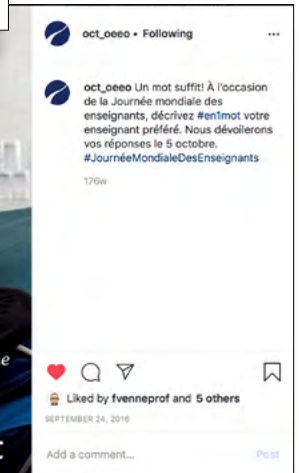 oct_oeeo • Following
oct_oeeo Un mot suffit! À l'occasion
de la Journée mondiale des
enseignants, décrivez #en1mot votre
enseignant préféré. Nous dévoilerons
vos réponses le 5 octobre.
#JournéeMondialeDesEnseignants
176w
Liked by fvenneprof and 5 others
SEPTEMBER 24, 2016
Add a comment...
Post